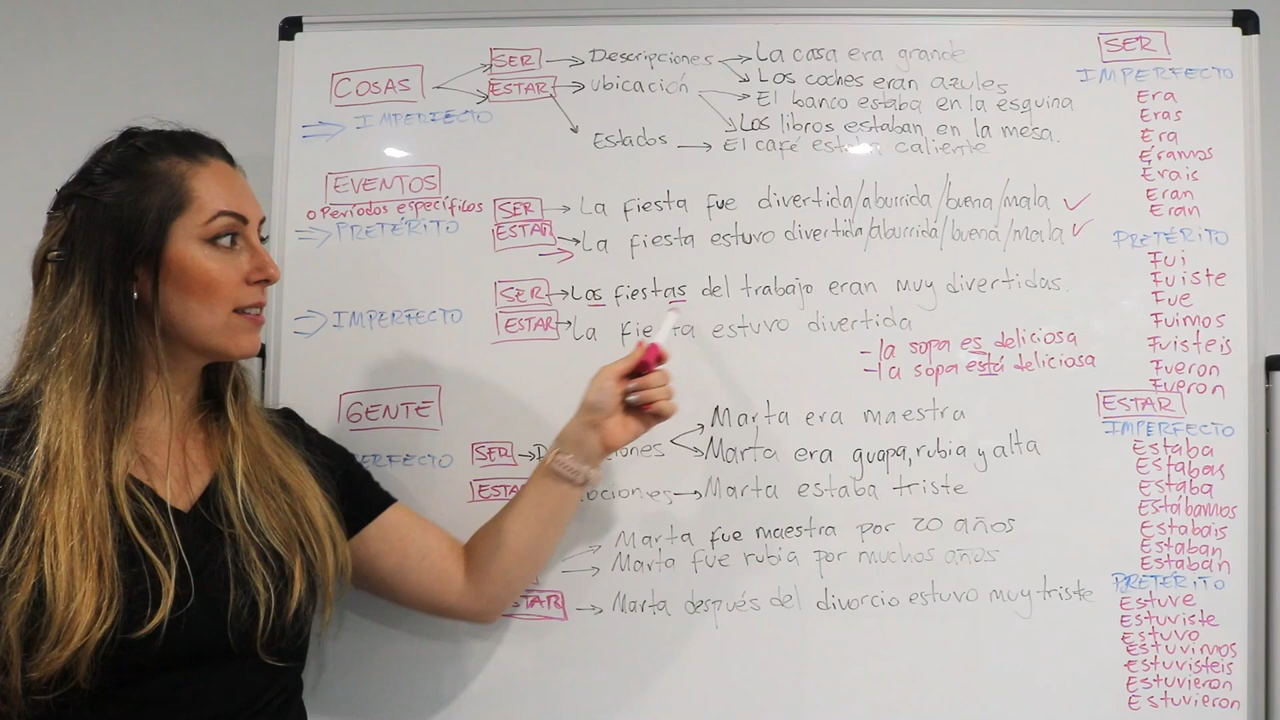 COSAS
IMPERFECTO
SER → Descripciones → La casa era grande
Los coches eran azules
ESTAR → ubicación → El banco estaba en la esquina
Los libros estaban en la mesa.
Estados → El café caliente
EVENTOS
o Períodos específicos
PRETÉRITO
SER → La fiesta fue divertida/aburrida/buena/mala ✓
ESTAR → La fiesta estuvo divertida/aburrida/buena/mala ✓
IMPERFECTO
SER → Las fiestas del trabajo eran muy divertidas.
ESTAR → La estuvo divertida
- la sopa es deliciosa
- la sopa está deliciosa
GENTE
SER → Marta era maestra
Marta era guapa, rubia y alta
→ Marta estaba triste
→ Marta fue maestra por 20 años
→ Marta fue rubia por muchos años
→ Marta después del divorcio estuvo muy triste
SER
IMPERFECTO
Era
Eras
Era
Éramos
Erais
Eran
Eran
PRETÉRITO
Fui
Fuiste
Fue
Fuimos
Fuisteis
Fueron
Fueron
ESTAR
IMPERFECTO
Estaba
Estabas
Estaba
Estábamos
Estabais
Estaban
Estaban
PRETÉRITO
Estuve
Estuviste
Estuvo
Estuvimos
Estuvisteis
Estuvieron
Estuvieron